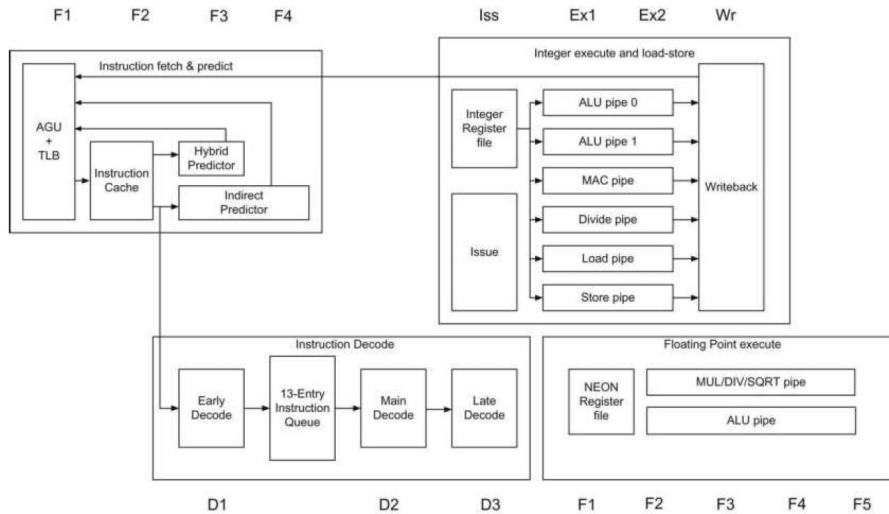 F1 F2 F3 F4 Iss Ex1 Ex2 Wr
Instruction fetch & predict
AGU
+
TLB
Instruction
Cache
Hybrid
Predictor
Indirect
Predictor
Integer execute and load-store
Integer
Register
file
Issue
ALU pipe 0
ALU pipe 1
MAC pipe
Divide pipe
Load pipe
Store pipe
Writeback
Instruction Decode
Early
Decode
13-Entry
Instruction
Queue
Main
Decode
Late
Decode
Floating Point execute
NEON
Register
file
MUL/DIV/SQRT pipe
ALU pipe
D1 D2 D3 F1 F2 F3 F4 F5